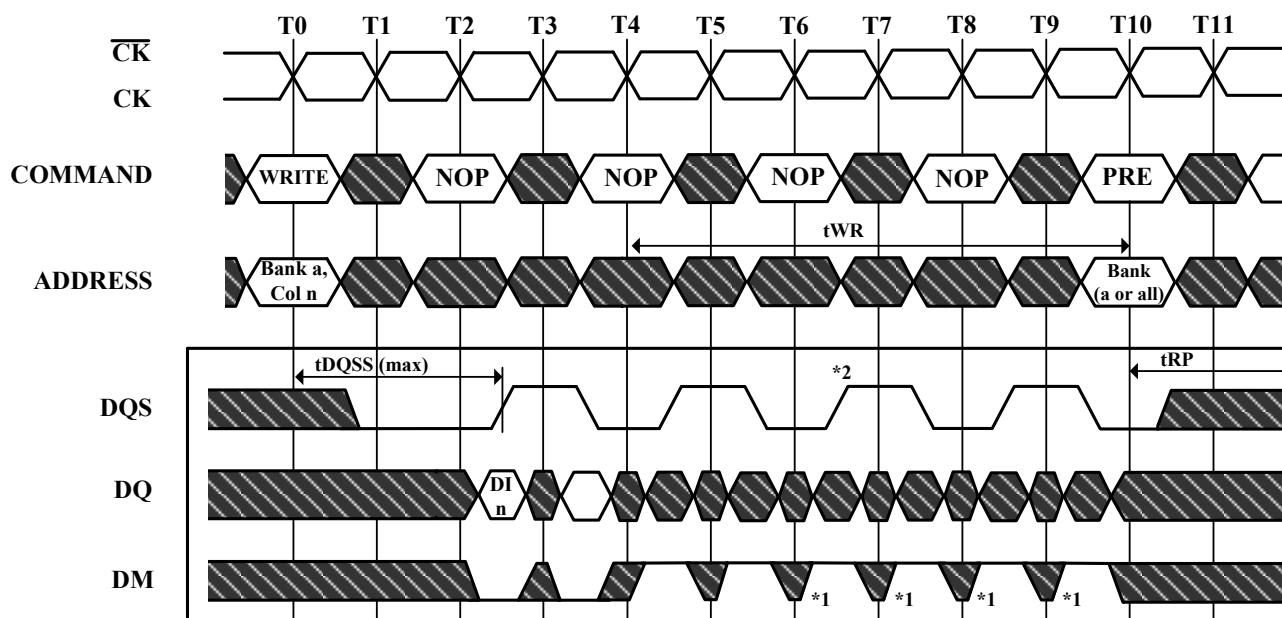 T0 T1 T2 T3 T4 T5 T6 T7 T8 T9 T10 T11
CK
CK
COMMAND WRITE NOP NOP NOP NOP PRE
tWR
ADDRESS Bank a, Bank
Col n (a or all)
tDQSS (max) *2 tRP
DQS
DQ DI
n
DM *1 *1 *1 *1